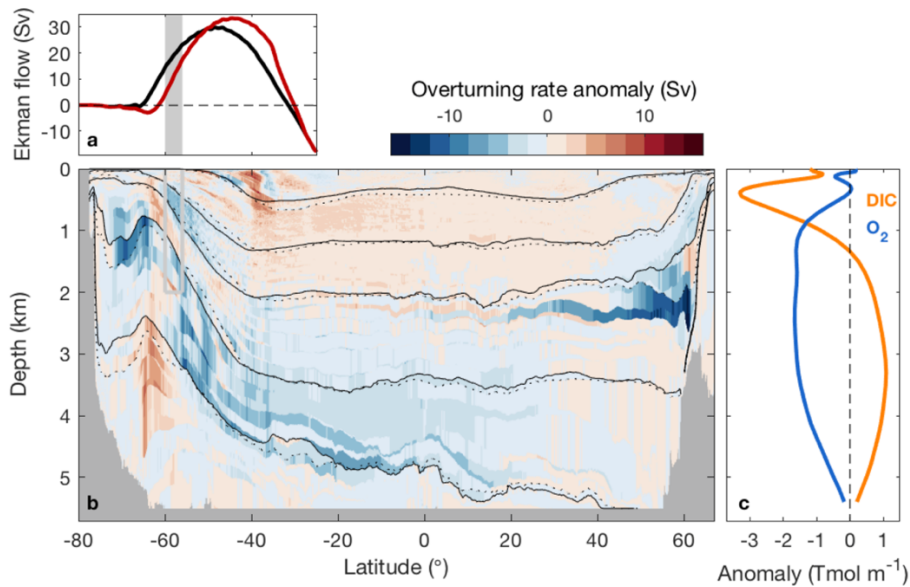 30
20
10
0
-10
Ekman flow (Sv)
a
Overturning rate anomaly (Sv)
-10 0 10
0
1
2
3
4
5
Depth (km)
b
-80 -60 -40 -20 0 20 40 60
Latitude (°)
DIC
O2
c
-3 -2 -1 0 1
Anomaly (Tmol m⁻¹)